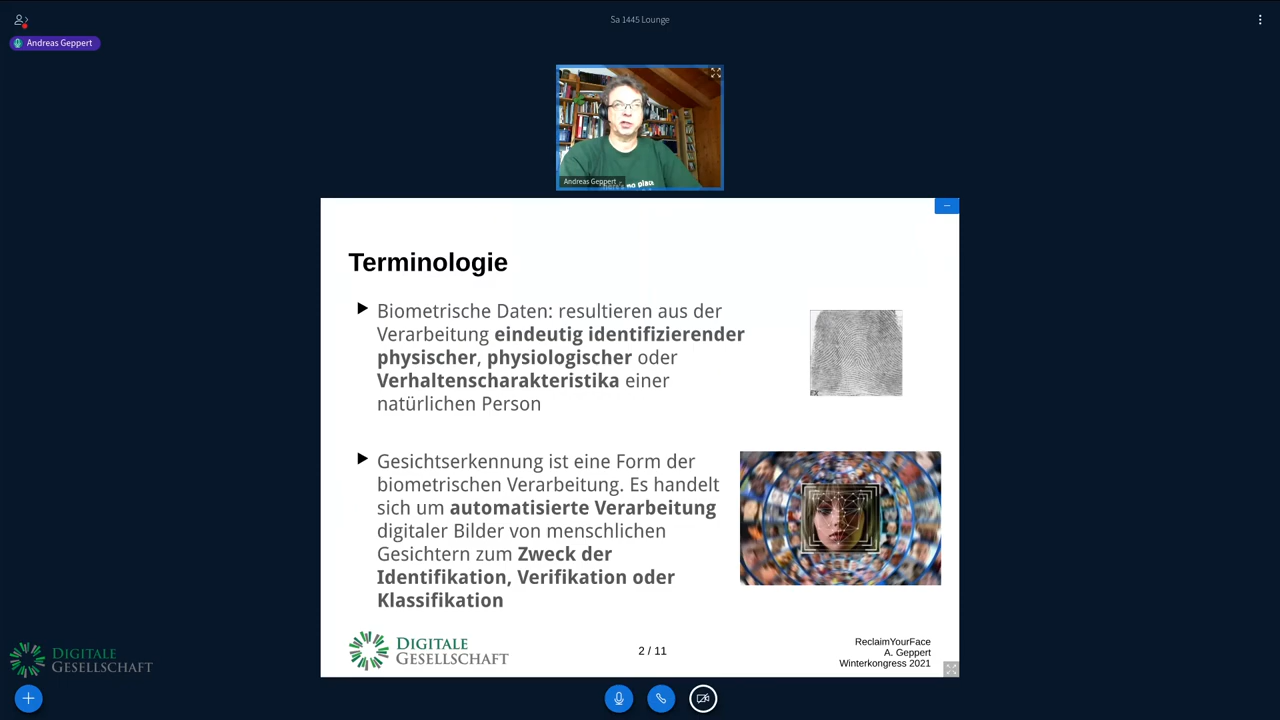 Sa 1445 Lounge
Andreas Geppert
Andreas Geppert
no place
Terminologie
Biometrische Daten: resultieren aus der
Verarbeitung eindeutig identifizierender
physischer, physiologischer oder
Verhaltenscharakteristika einer
natürlichen Person
FX
Gesichtserkennung ist eine Form der
biometrischen Verarbeitung. Es handelt
sich um automatisierte Verarbeitung
digitaler Bilder von menschlichen
Gesichtern zum Zweck der
Identifikation, Verifikation oder
Klassifikation
DIGITALE
GESELLSCHAFT
2 / 11
ReclaimYourFace
A. Geppert
Winterkongress 2021
DIGITALE
GESELLSCHAFT